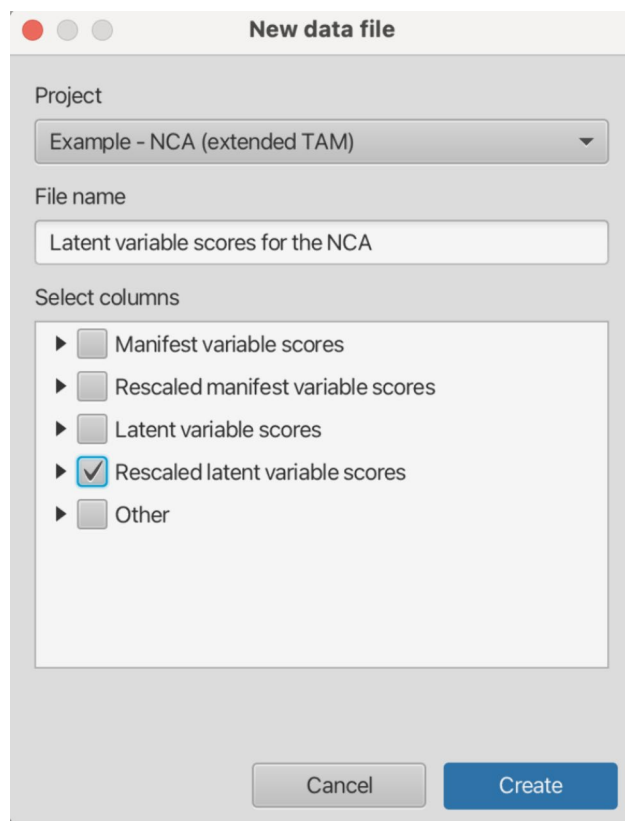 New data file
Project
Example - NCA (extended TAM)
File name
Latent variable scores for the NCA
Select columns
Manifest variable scores
Rescaled manifest variable scores
Latent variable scores
Rescaled latent variable scores
Other
Cancel Create